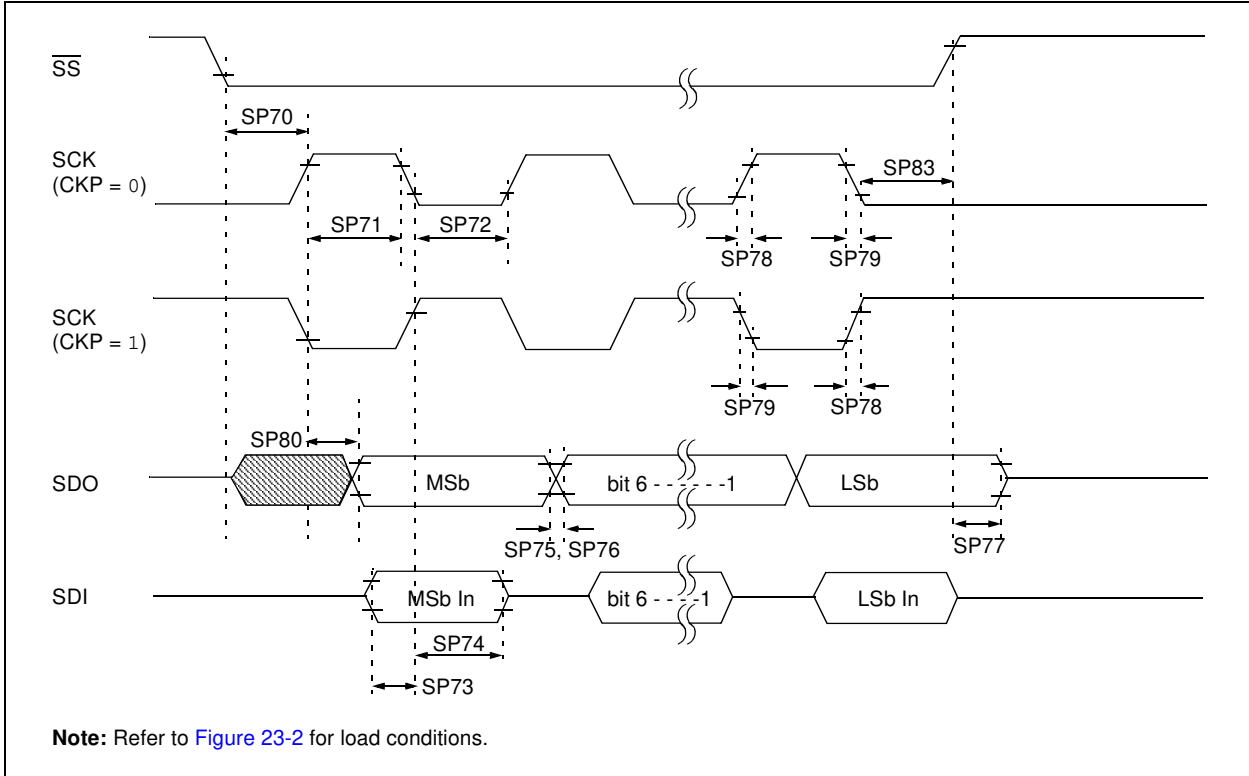 SS
SP70
SCK
(CKP = 0)
SP83
SP71
SP72
SP78
SP79
SCK
(CKP = 1)
SP79
SP78
SP80
SDO
MSb
bit 6 - - - - - -1
LSb
SP75, SP76
SP77
SDI
MSb In
bit 6 - - - -1
LSb In
SP74
SP73
Note: Refer to Figure 23-2 for load conditions.